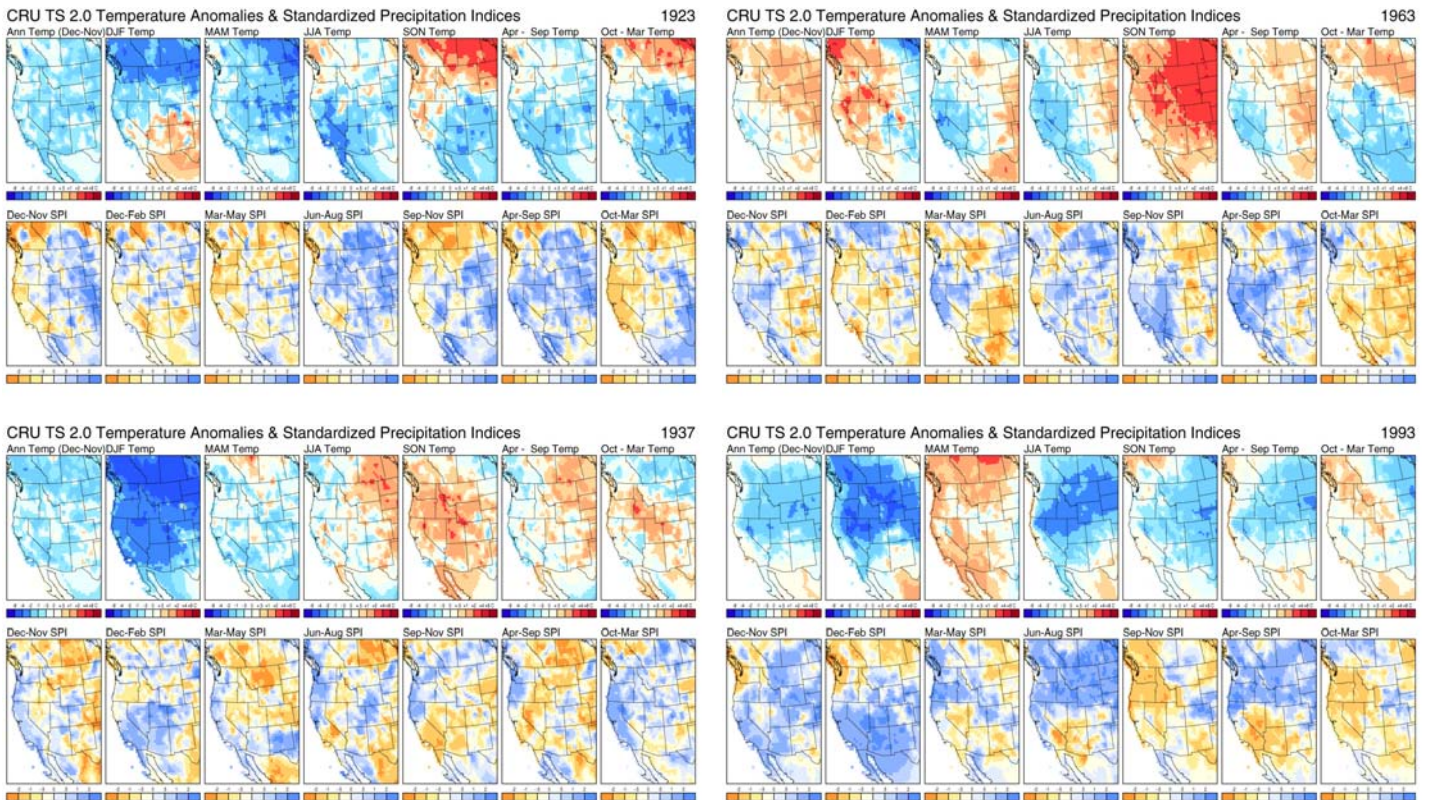 CRU TS 2.0 Temperature Anomalies & Standardized Precipitation Indices 1923
Ann Temp (Dec-Nov) DJF Temp MAM Temp JJA Temp SON Temp Apr - Sep Temp Oct - Mar Temp
Dec-Nov SPI Dec-Feb SPI Mar-May SPI Jun-Aug SPI Sep-Nov SPI Apr-Sep SPI Oct-Mar SPI
CRU TS 2.0 Temperature Anomalies & Standardized Precipitation Indices 1963
Ann Temp (Dec-Nov) DJF Temp MAM Temp JJA Temp SON Temp Apr - Sep Temp Oct - Mar Temp
Dec-Nov SPI Dec-Feb SPI Mar-May SPI Jun-Aug SPI Sep-Nov SPI Apr-Sep SPI Oct-Mar SPI
CRU TS 2.0 Temperature Anomalies & Standardized Precipitation Indices 1937
Ann Temp (Dec-Nov) DJF Temp MAM Temp JJA Temp SON Temp Apr - Sep Temp Oct - Mar Temp
Dec-Nov SPI Dec-Feb SPI Mar-May SPI Jun-Aug SPI Sep-Nov SPI Apr-Sep SPI Oct-Mar SPI
CRU TS 2.0 Temperature Anomalies & Standardized Precipitation Indices 1993
Ann Temp (Dec-Nov) DJF Temp MAM Temp JJA Temp SON Temp Apr - Sep Temp Oct - Mar Temp
Dec-Nov SPI Dec-Feb SPI Mar-May SPI Jun-Aug SPI Sep-Nov SPI Apr-Sep SPI Oct-Mar SPI